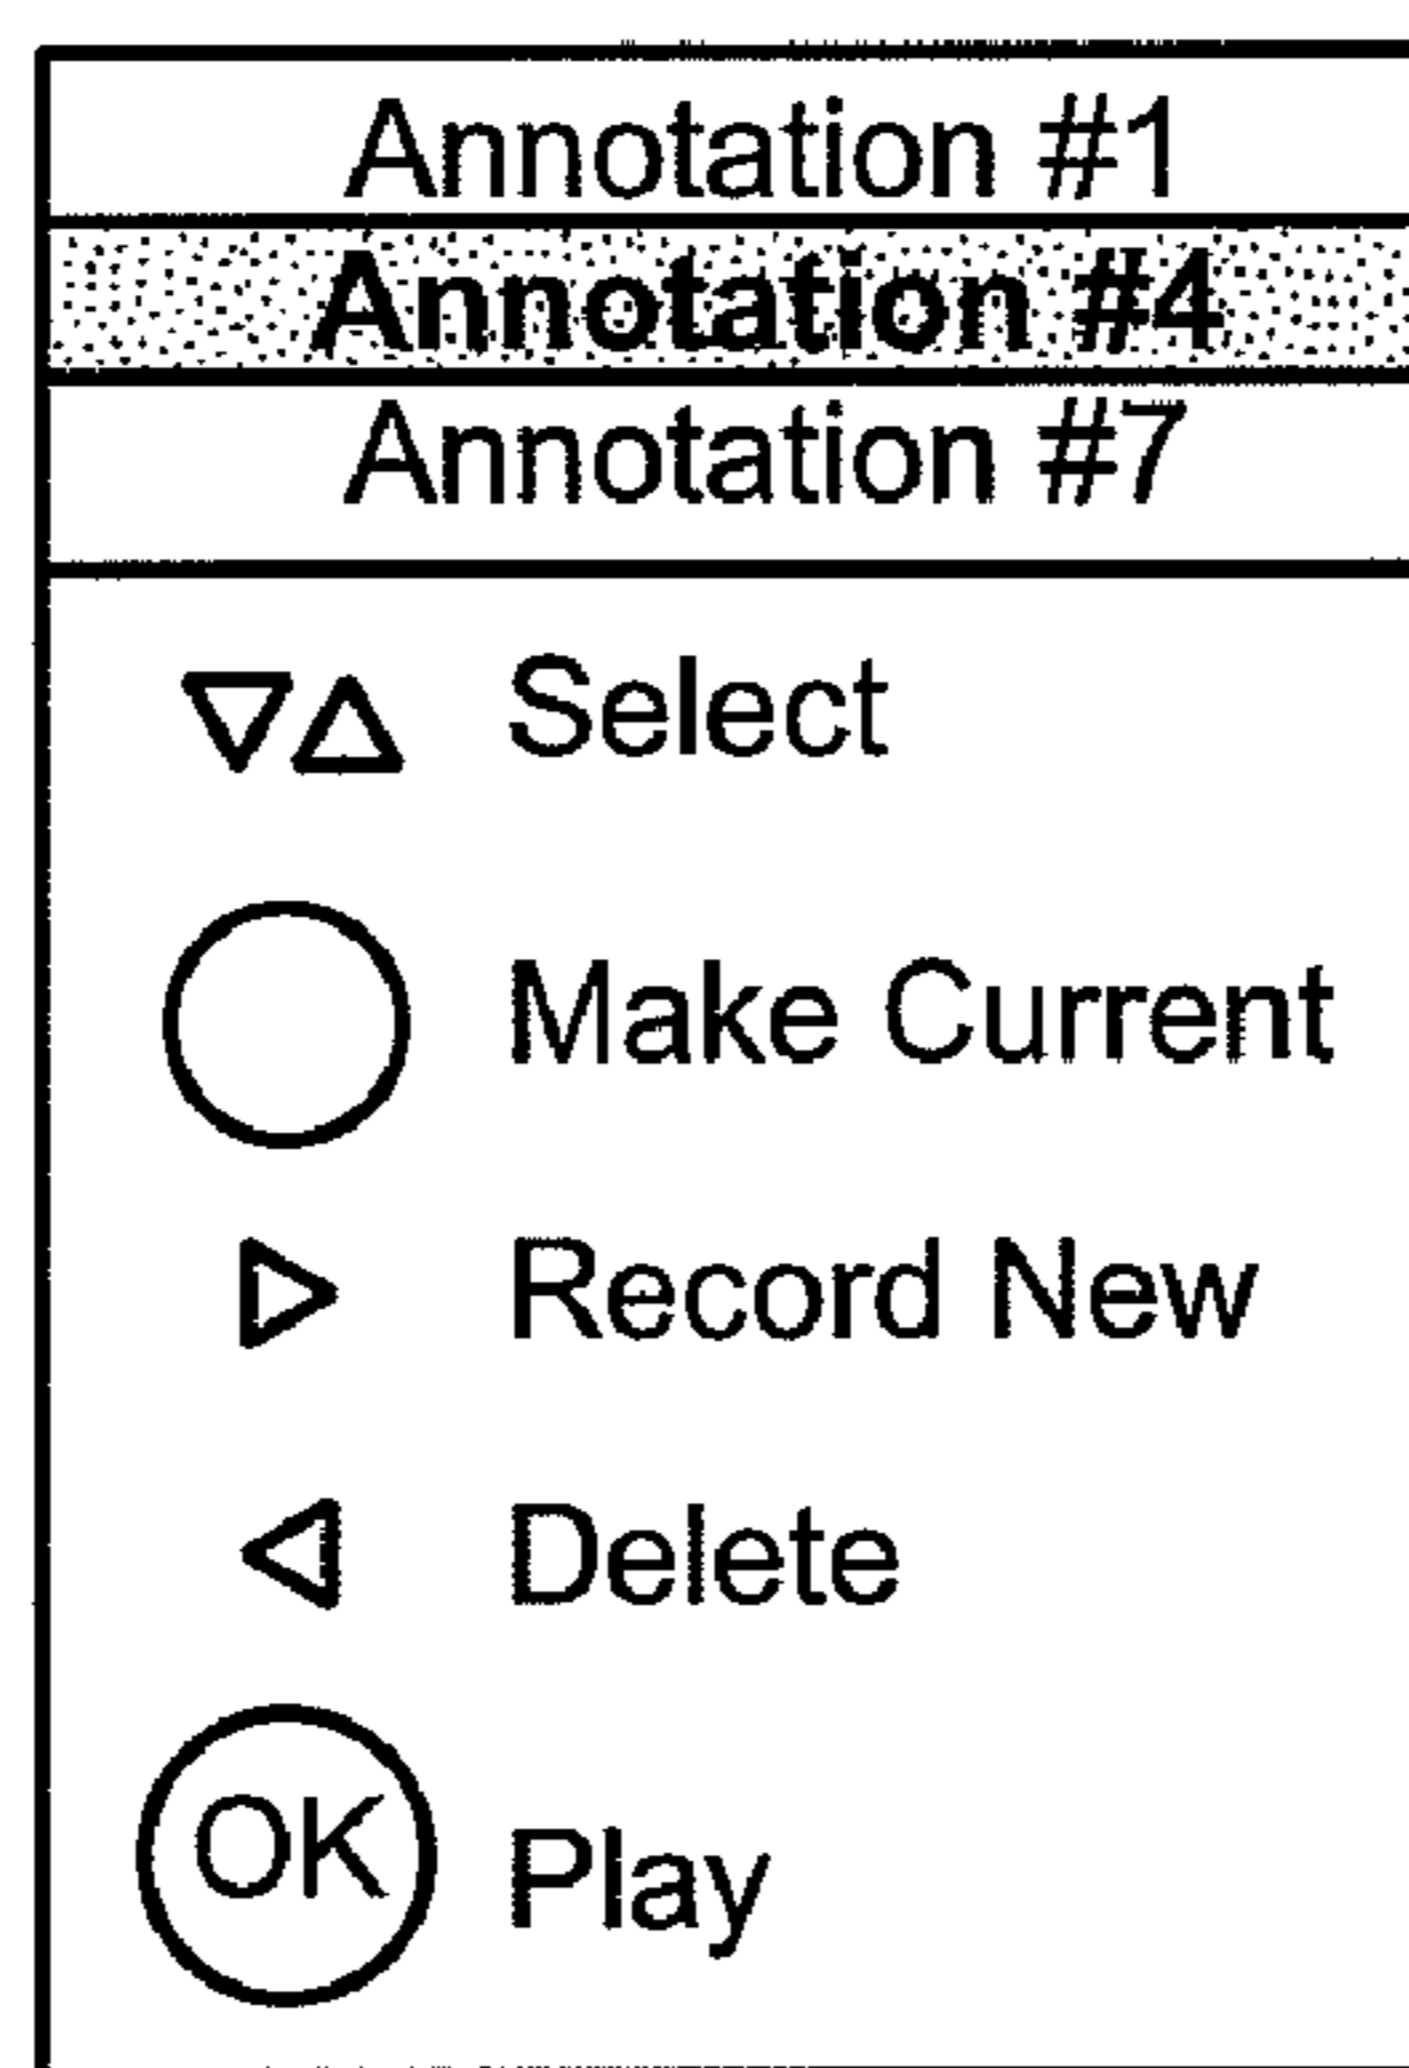 Annotation #1
Annotation #4
Annotation #7
Select
Make Current
Record New
Delete
OK Play